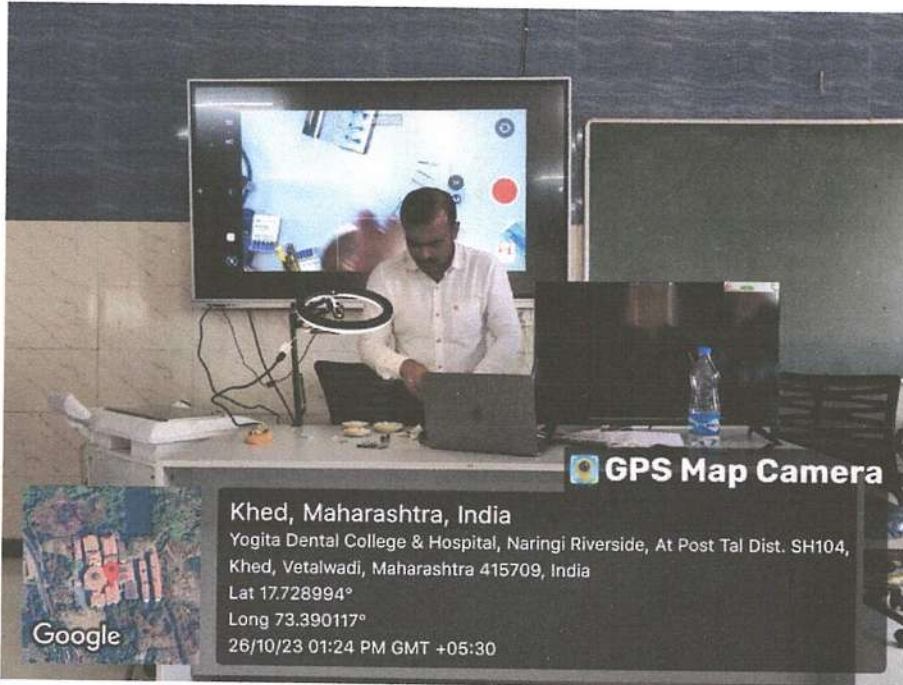 GPS Map Camera
Khed, Maharashtra, India
Yogita Dental College & Hospital, Naringi Riverside, At Post Tal Dist. SH104,
Khed, Vetalwadi, Maharashtra 415709, India
Lat 17.728994°
Long 73.390117°
26/10/23 01:24 PM GMT +05:30
Google